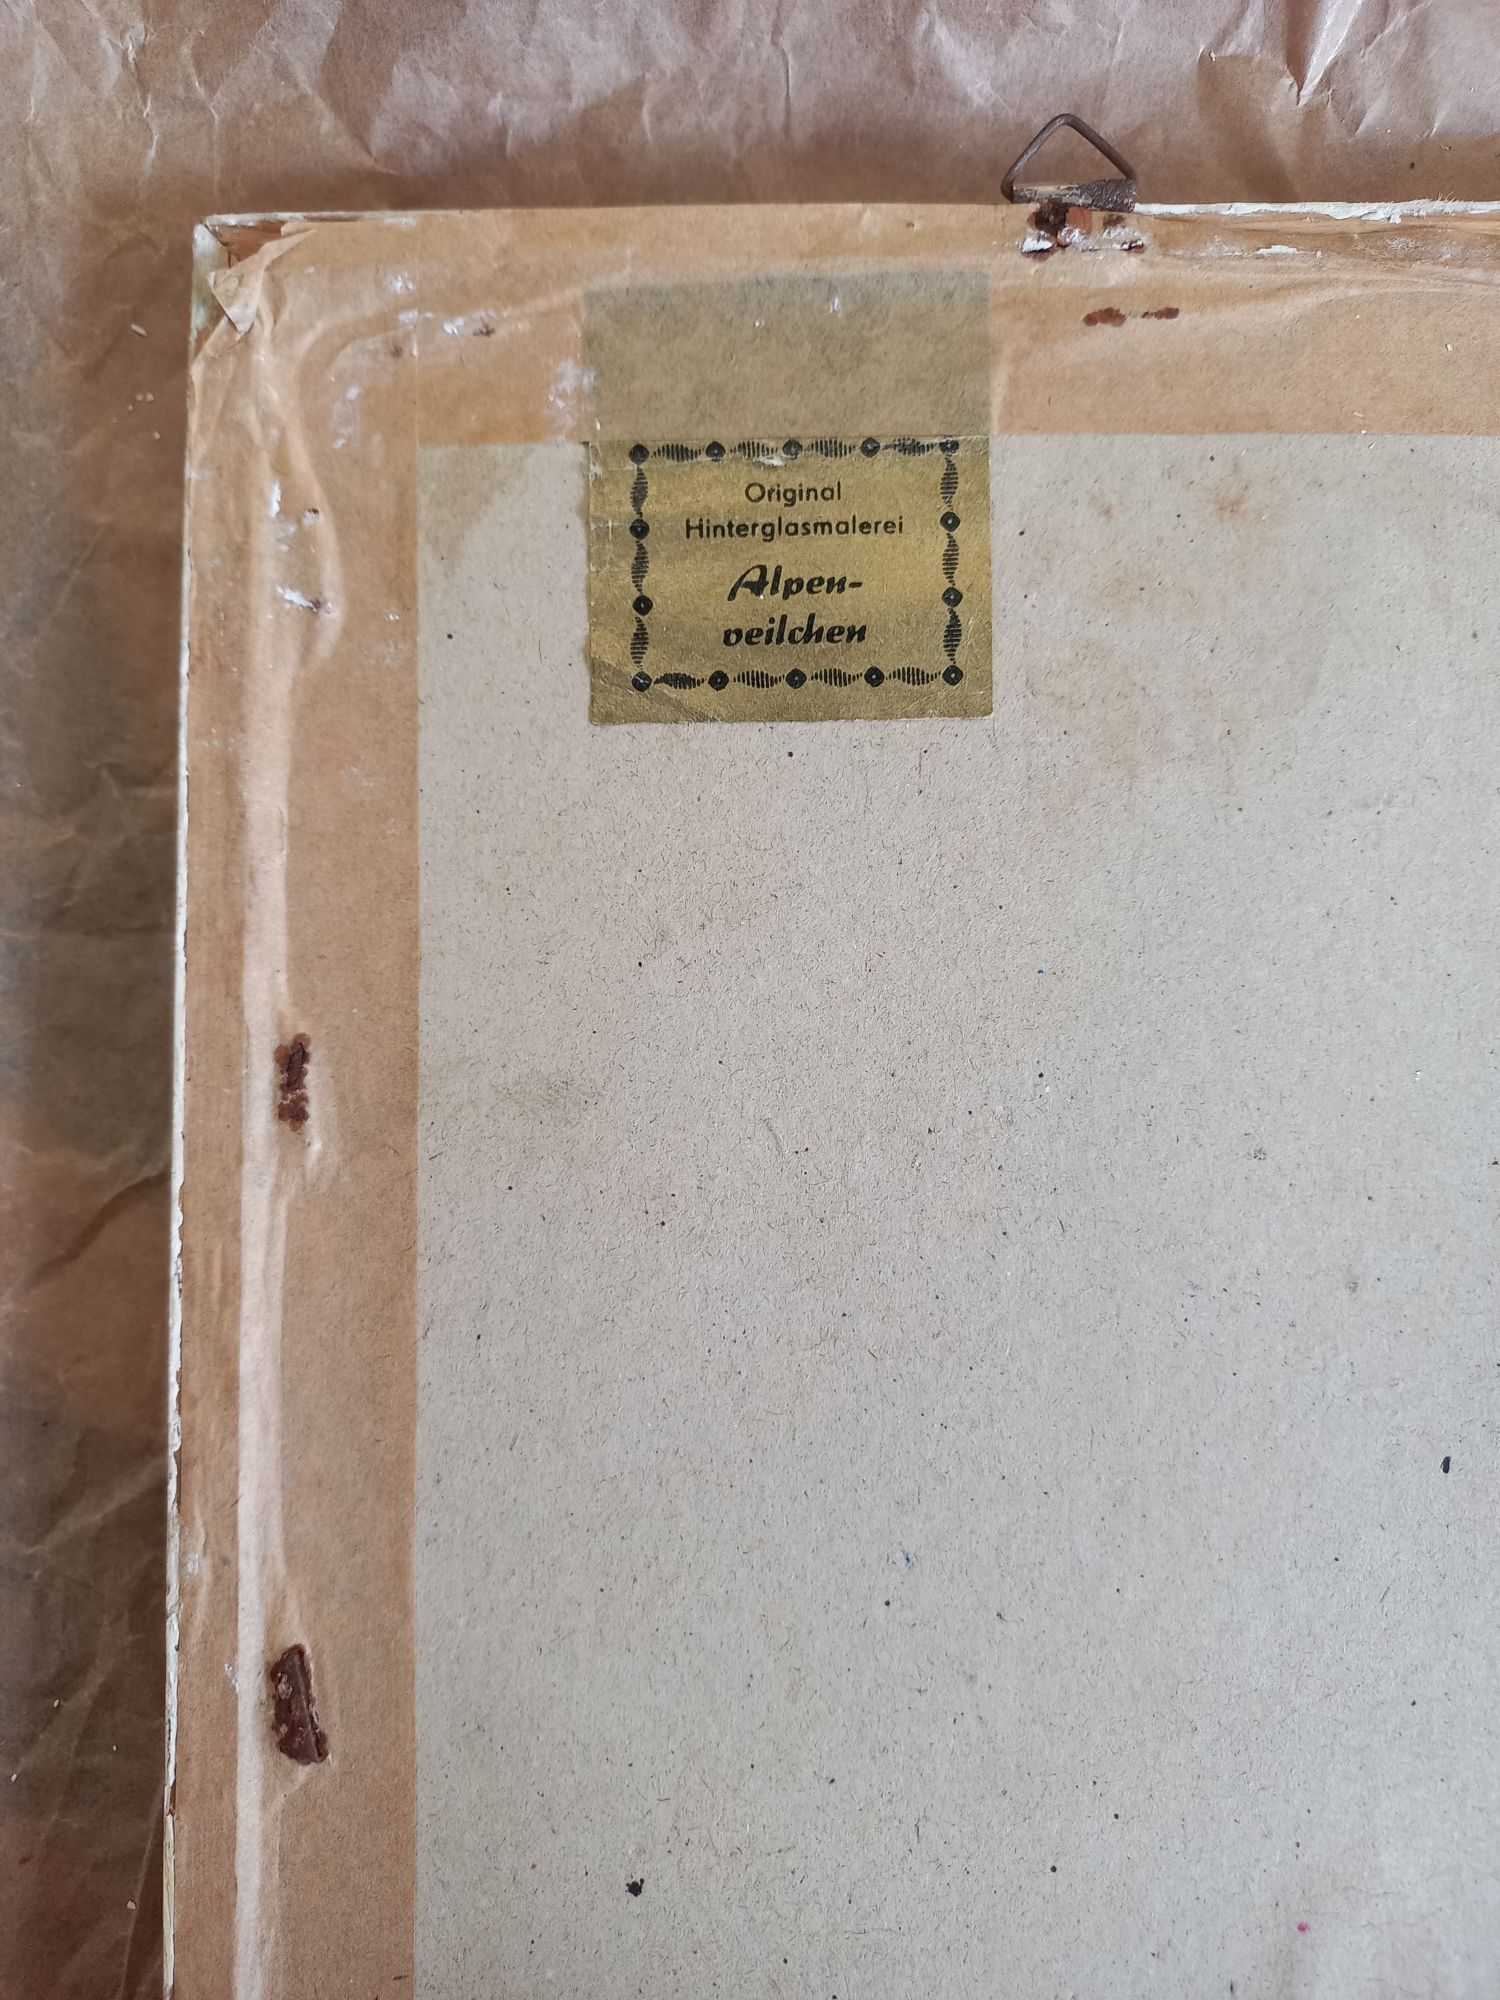 Original
Hinterglasmalerei
Alpen-
veilchen